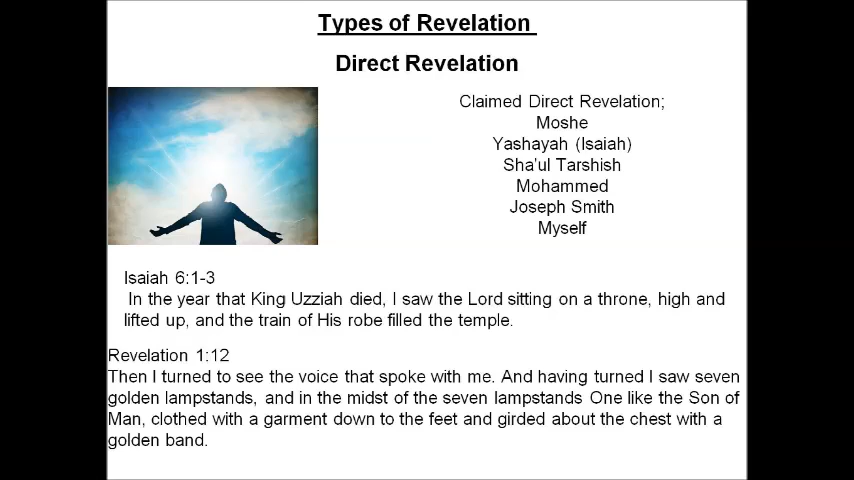 Types of Revelation
Direct Revelation
Claimed Direct Revelation;
Moshe
Yashayah (Isaiah)
Sha'ul Tarshish
Mohammed
Joseph Smith
Myself
Isaiah 6:1-3
In the year that King Uzziah died, I saw the Lord sitting on a throne, high and
lifted up, and the train of His robe filled the temple.
Revelation 1:12
Then I turned to see the voice that spoke with me. And having turned I saw seven
golden lampstands, and in the midst of the seven lampstands One like the Son of
Man, clothed with a garment down to the feet and girded about the chest with a
golden band.